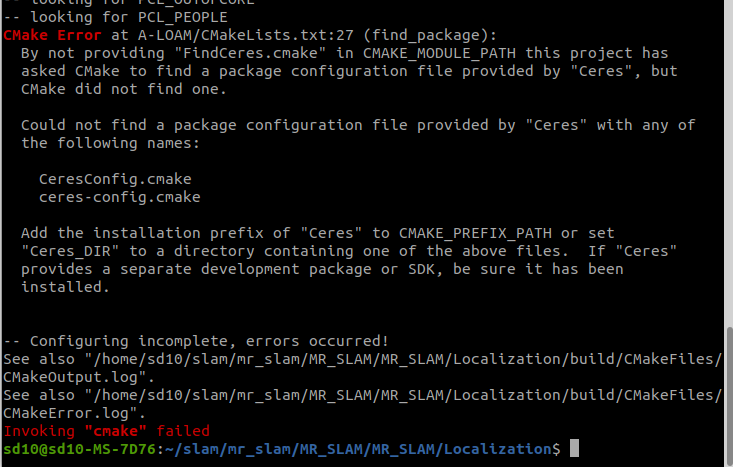 -- looking for PCL_OUTOFCORE
-- looking for PCL_PEOPLE
CMake Error at A-LOAM/CMakeLists.txt:27 (find_package):
  By not providing "FindCeres.cmake" in CMAKE_MODULE_PATH this project has
  asked CMake to find a package configuration file provided by "Ceres", but
  CMake did not find one.

  Could not find a package configuration file provided by "Ceres" with any of
  the following names:

    CeresConfig.cmake
    ceres-config.cmake

  Add the installation prefix of "Ceres" to CMAKE_PREFIX_PATH or set
  "Ceres_DIR" to a directory containing one of the above files.  If "Ceres"
  provides a separate development package or SDK, be sure it has been
  installed.


-- Configuring incomplete, errors occurred!
See also "/home/sd10/slam/mr_slam/MR_SLAM/MR_SLAM/Localization/build/CMakeFiles/
CMakeOutput.log".
See also "/home/sd10/slam/mr_slam/MR_SLAM/MR_SLAM/Localization/build/CMakeFiles/
CMakeError.log".
Invoking "cmake" failed
sd10@sd10-MS-7D76:~/slam/mr_slam/MR_SLAM/MR_SLAM/Localization$